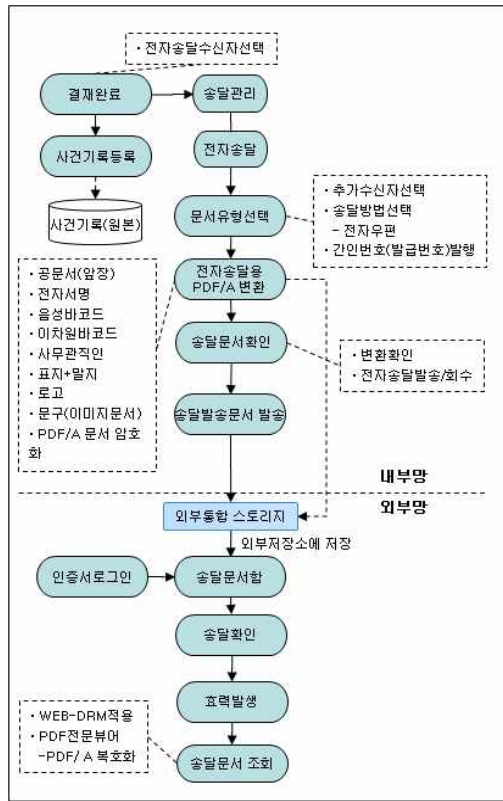 · 전자송달수신자선택
결재완료
송달관리
사건기록등록
전자송달
사건기록(원본)
문서유형선택
· 추가수신자선택
· 송달방법선택
- 전자우편
· 간인번호(발급번호)발행
· 공문서(앞장)
· 전자서명
· 음성바코드
· 이차원바코드
· 사무관직인
· 표지+말지
· 로고
· 문구(이미지문서)
· PDF/A 문서 암호
화
전자송달용
PDF/A 변환
송달문서확인
· 변환확인
· 전자송달발송/회수
송달발송문서 발송
내부망
외부망
외부통합 스토리지
외부저장소에 저장
인증서로그인
송달문서함
송달확인
효력발생
· WEB-DRM적용
· PDF전문뷰어
-PDF/ A 복호화
송달문서 조회